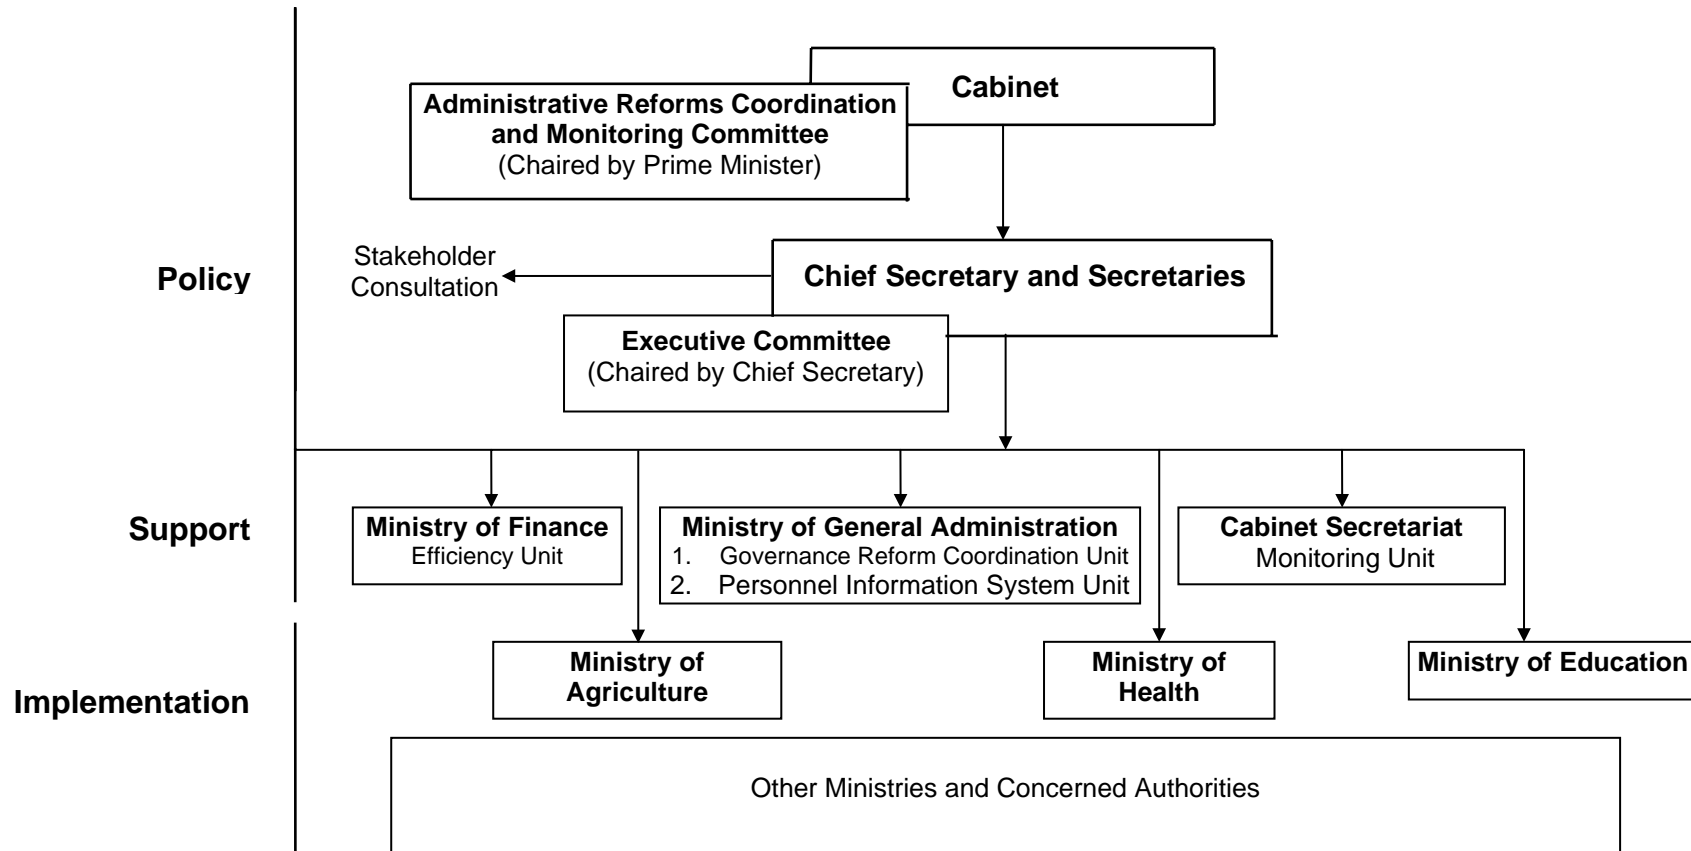 Cabinet
Administrative Reforms Coordination
and Monitoring Committee
(Chaired by Prime Minister)
Policy
Stakeholder
Consultation
Chief Secretary and Secretaries
Executive Committee
(Chaired by Chief Secretary)
Support
Ministry of Finance
Efficiency Unit
Ministry of General Administration
1. Governance Reform Coordination Unit
2. Personnel Information System Unit
Cabinet Secretariat
Monitoring Unit
Implementation
Ministry of
Agriculture
Ministry of
Health
Ministry of Education
Other Ministries and Concerned Authorities